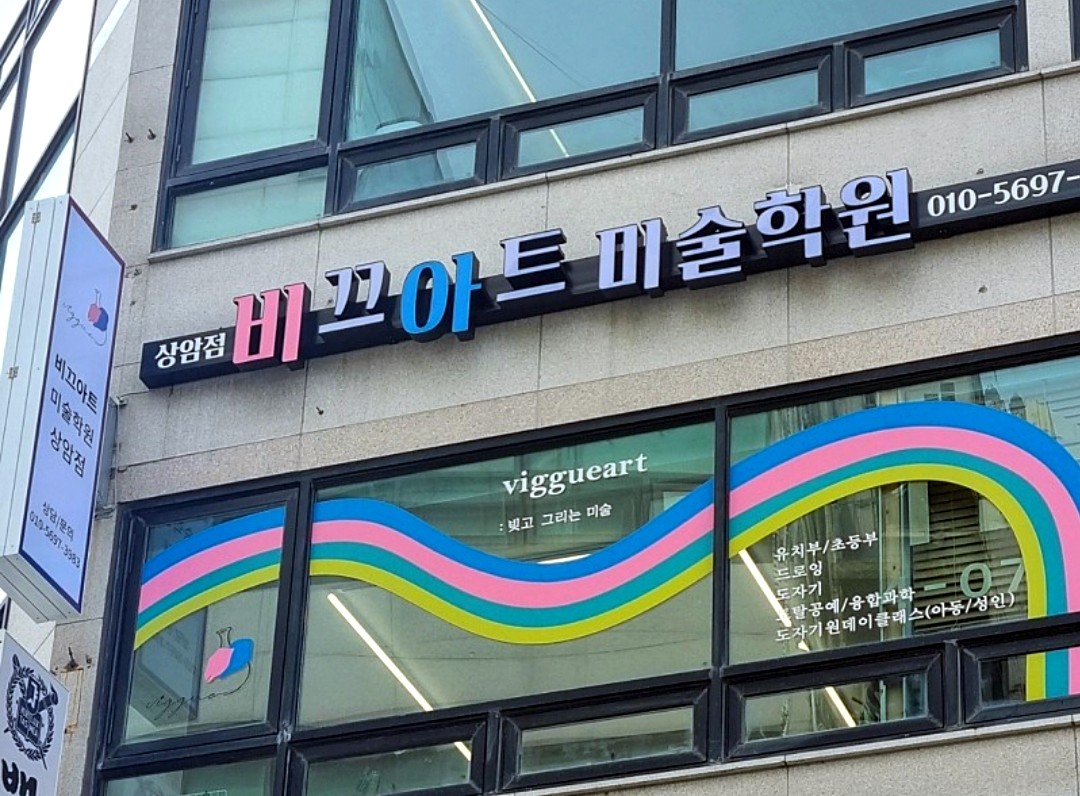 상암점 비끄아트 미술학원 010-5697-
비끄아트
미술학원
상암점
상담/문의
010-5697-3983
viggueart
: 빚고 그리는 미술
유치부/초등부
드로잉
도자기
토탈공예/융합과학
도자기원데이클래스(아동/성인)
-07